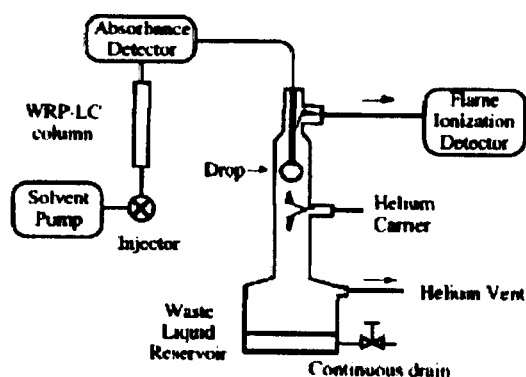 Absorbance
Detector
WRP-LC
column
Flame
Ionization
Detector
Drop
Solvent
Pump
Injector
Helium
Carrier
Helium Vent
Waste
Liquid
Reservoir
Continuous drain